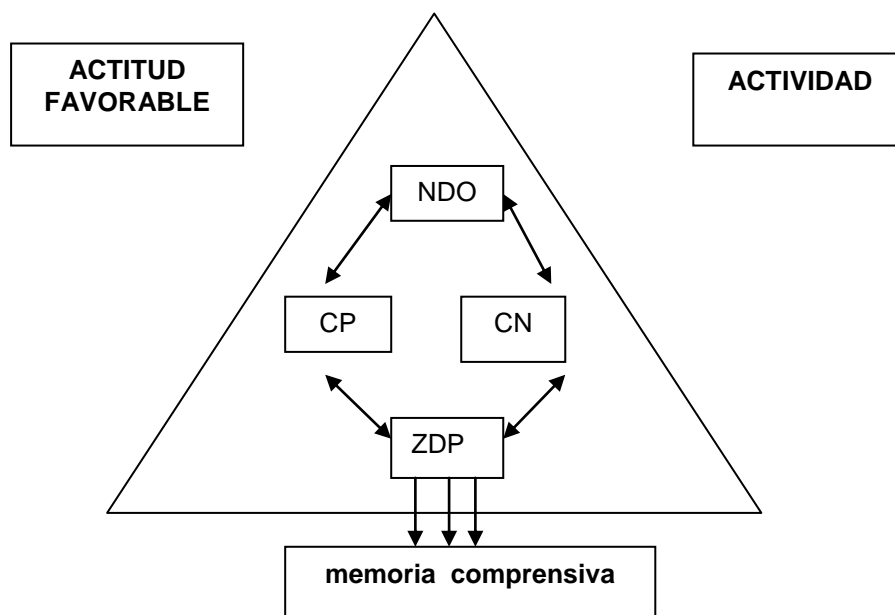 ACTITUD
FAVORABLE
ACTIVIDAD
NDO
CP
CN
ZDP
memoria comprensiva